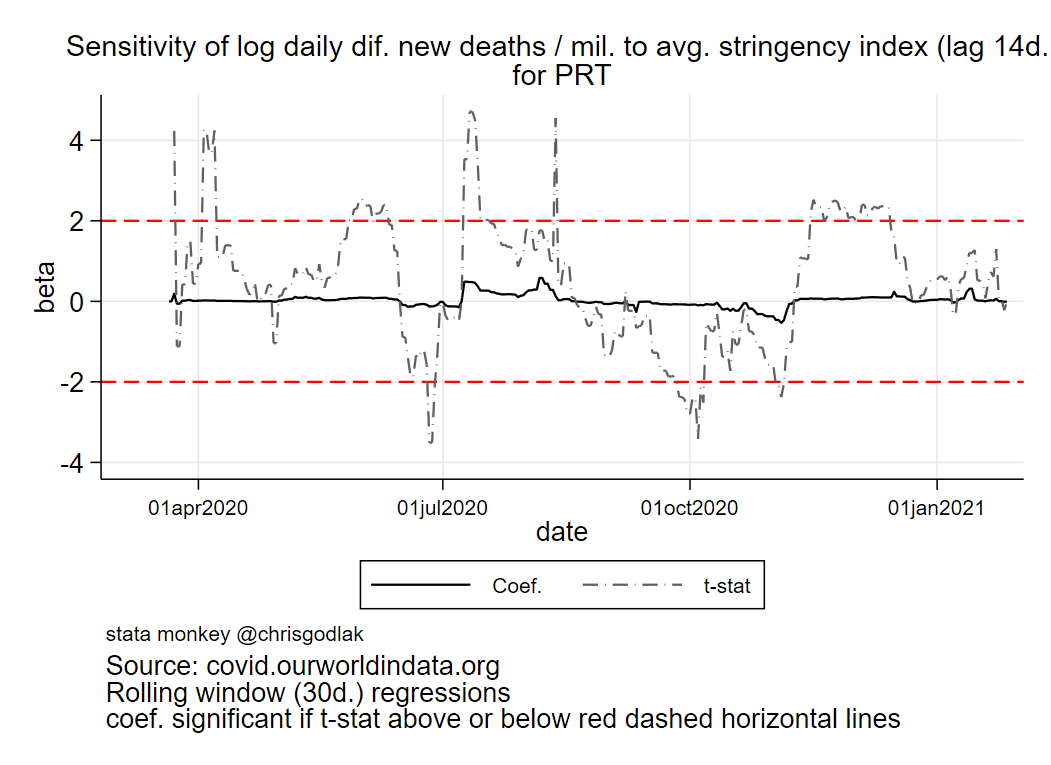 Sensitivity of log daily dif. new deaths / mil. to avg. stringency index (lag 14d.
for PRT
beta
4
2
0
-2
-4
01apr2020 01jul2020 01oct2020 01jan2021
date
Coef. t-stat
stata monkey @chrisgodlak
Source: covid.ourworldindata.org
Rolling window (30d.) regressions
coef. significant if t-stat above or below red dashed horizontal lines